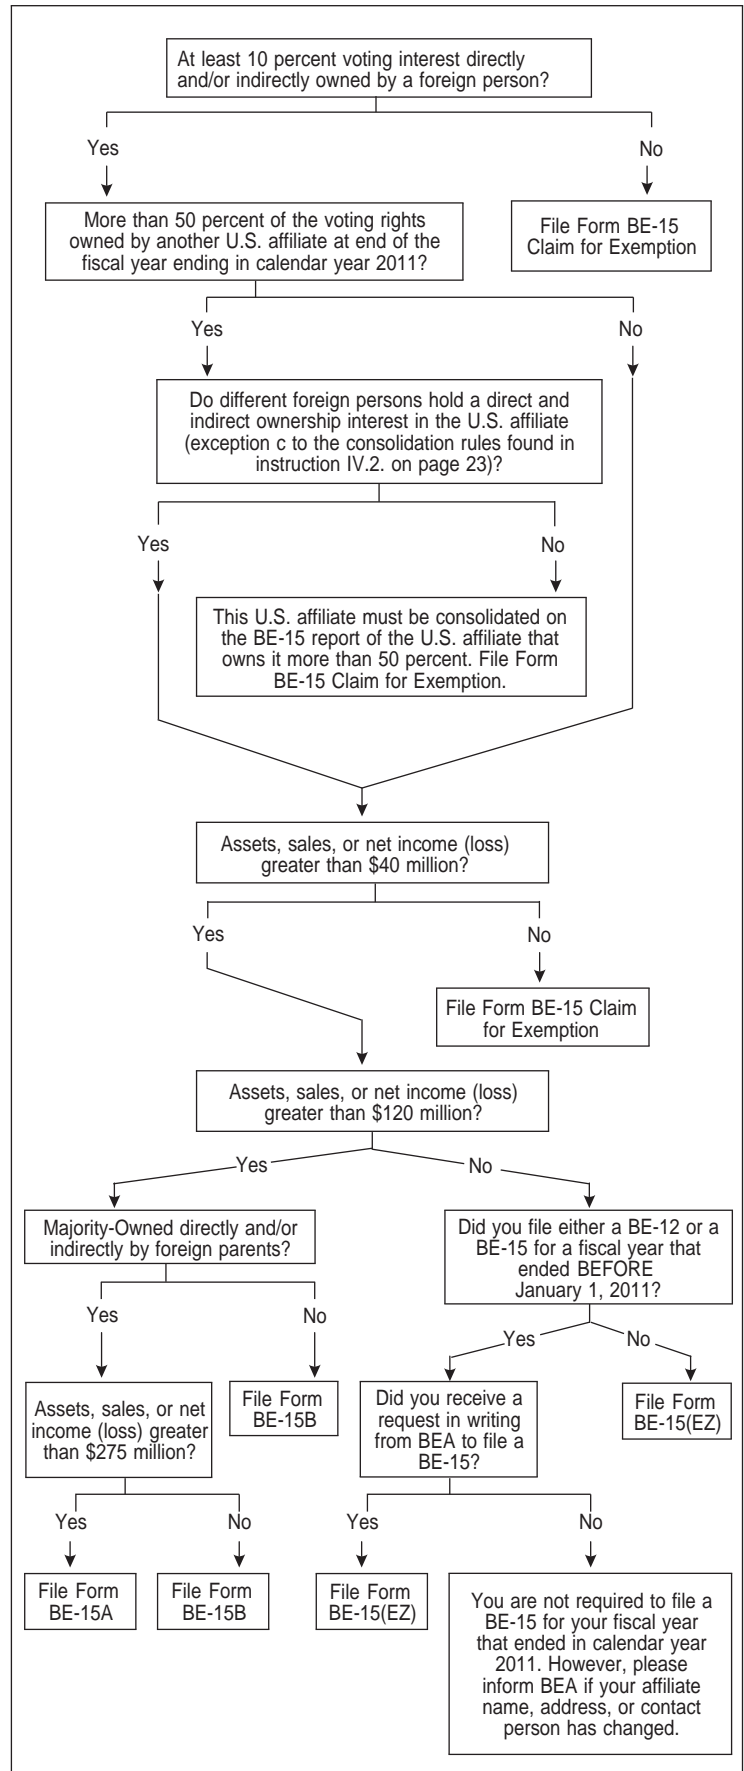 At least 10 percent voting interest directly
and/or indirectly owned by a foreign person?
Yes
No
More than 50 percent of the voting rights
owned by another U.S. affiliate at end of the
fiscal year ending in calendar year 2011?
File Form BE-15
Claim for Exemption
Yes
No
Do different foreign persons hold a direct and
indirect ownership interest in the U.S. affiliate
(exception c to the consolidation rules found in
instruction IV.2. on page 23)?
Yes
No
This U.S. affiliate must be consolidated on
the BE-15 report of the U.S. affiliate that
owns it more than 50 percent. File Form
BE-15 Claim for Exemption.
Assets, sales, or net income (loss)
greater than $40 million?
Yes
No
File Form BE-15 Claim
for Exemption
Assets, sales, or net income (loss)
greater than $120 million?
Yes
No
Majority-Owned directly and/or
indirectly by foreign parents?
Did you file either a BE-12 or a
BE-15 for a fiscal year that
ended BEFORE
January 1, 2011?
Yes
No
Yes
No
Assets, sales, or net
income (loss) greater
than $275 million?
File Form
BE-15B
Did you receive a
request in writing
from BEA to file a
BE-15?
File Form
BE-15(EZ)
Yes
No
Yes
No
File Form
BE-15A
File Form
BE-15B
File Form
BE-15(EZ)
You are not required to file a
BE-15 for your fiscal year
that ended in calendar year
2011. However, please
inform BEA if your affiliate
name, address, or contact
person has changed.